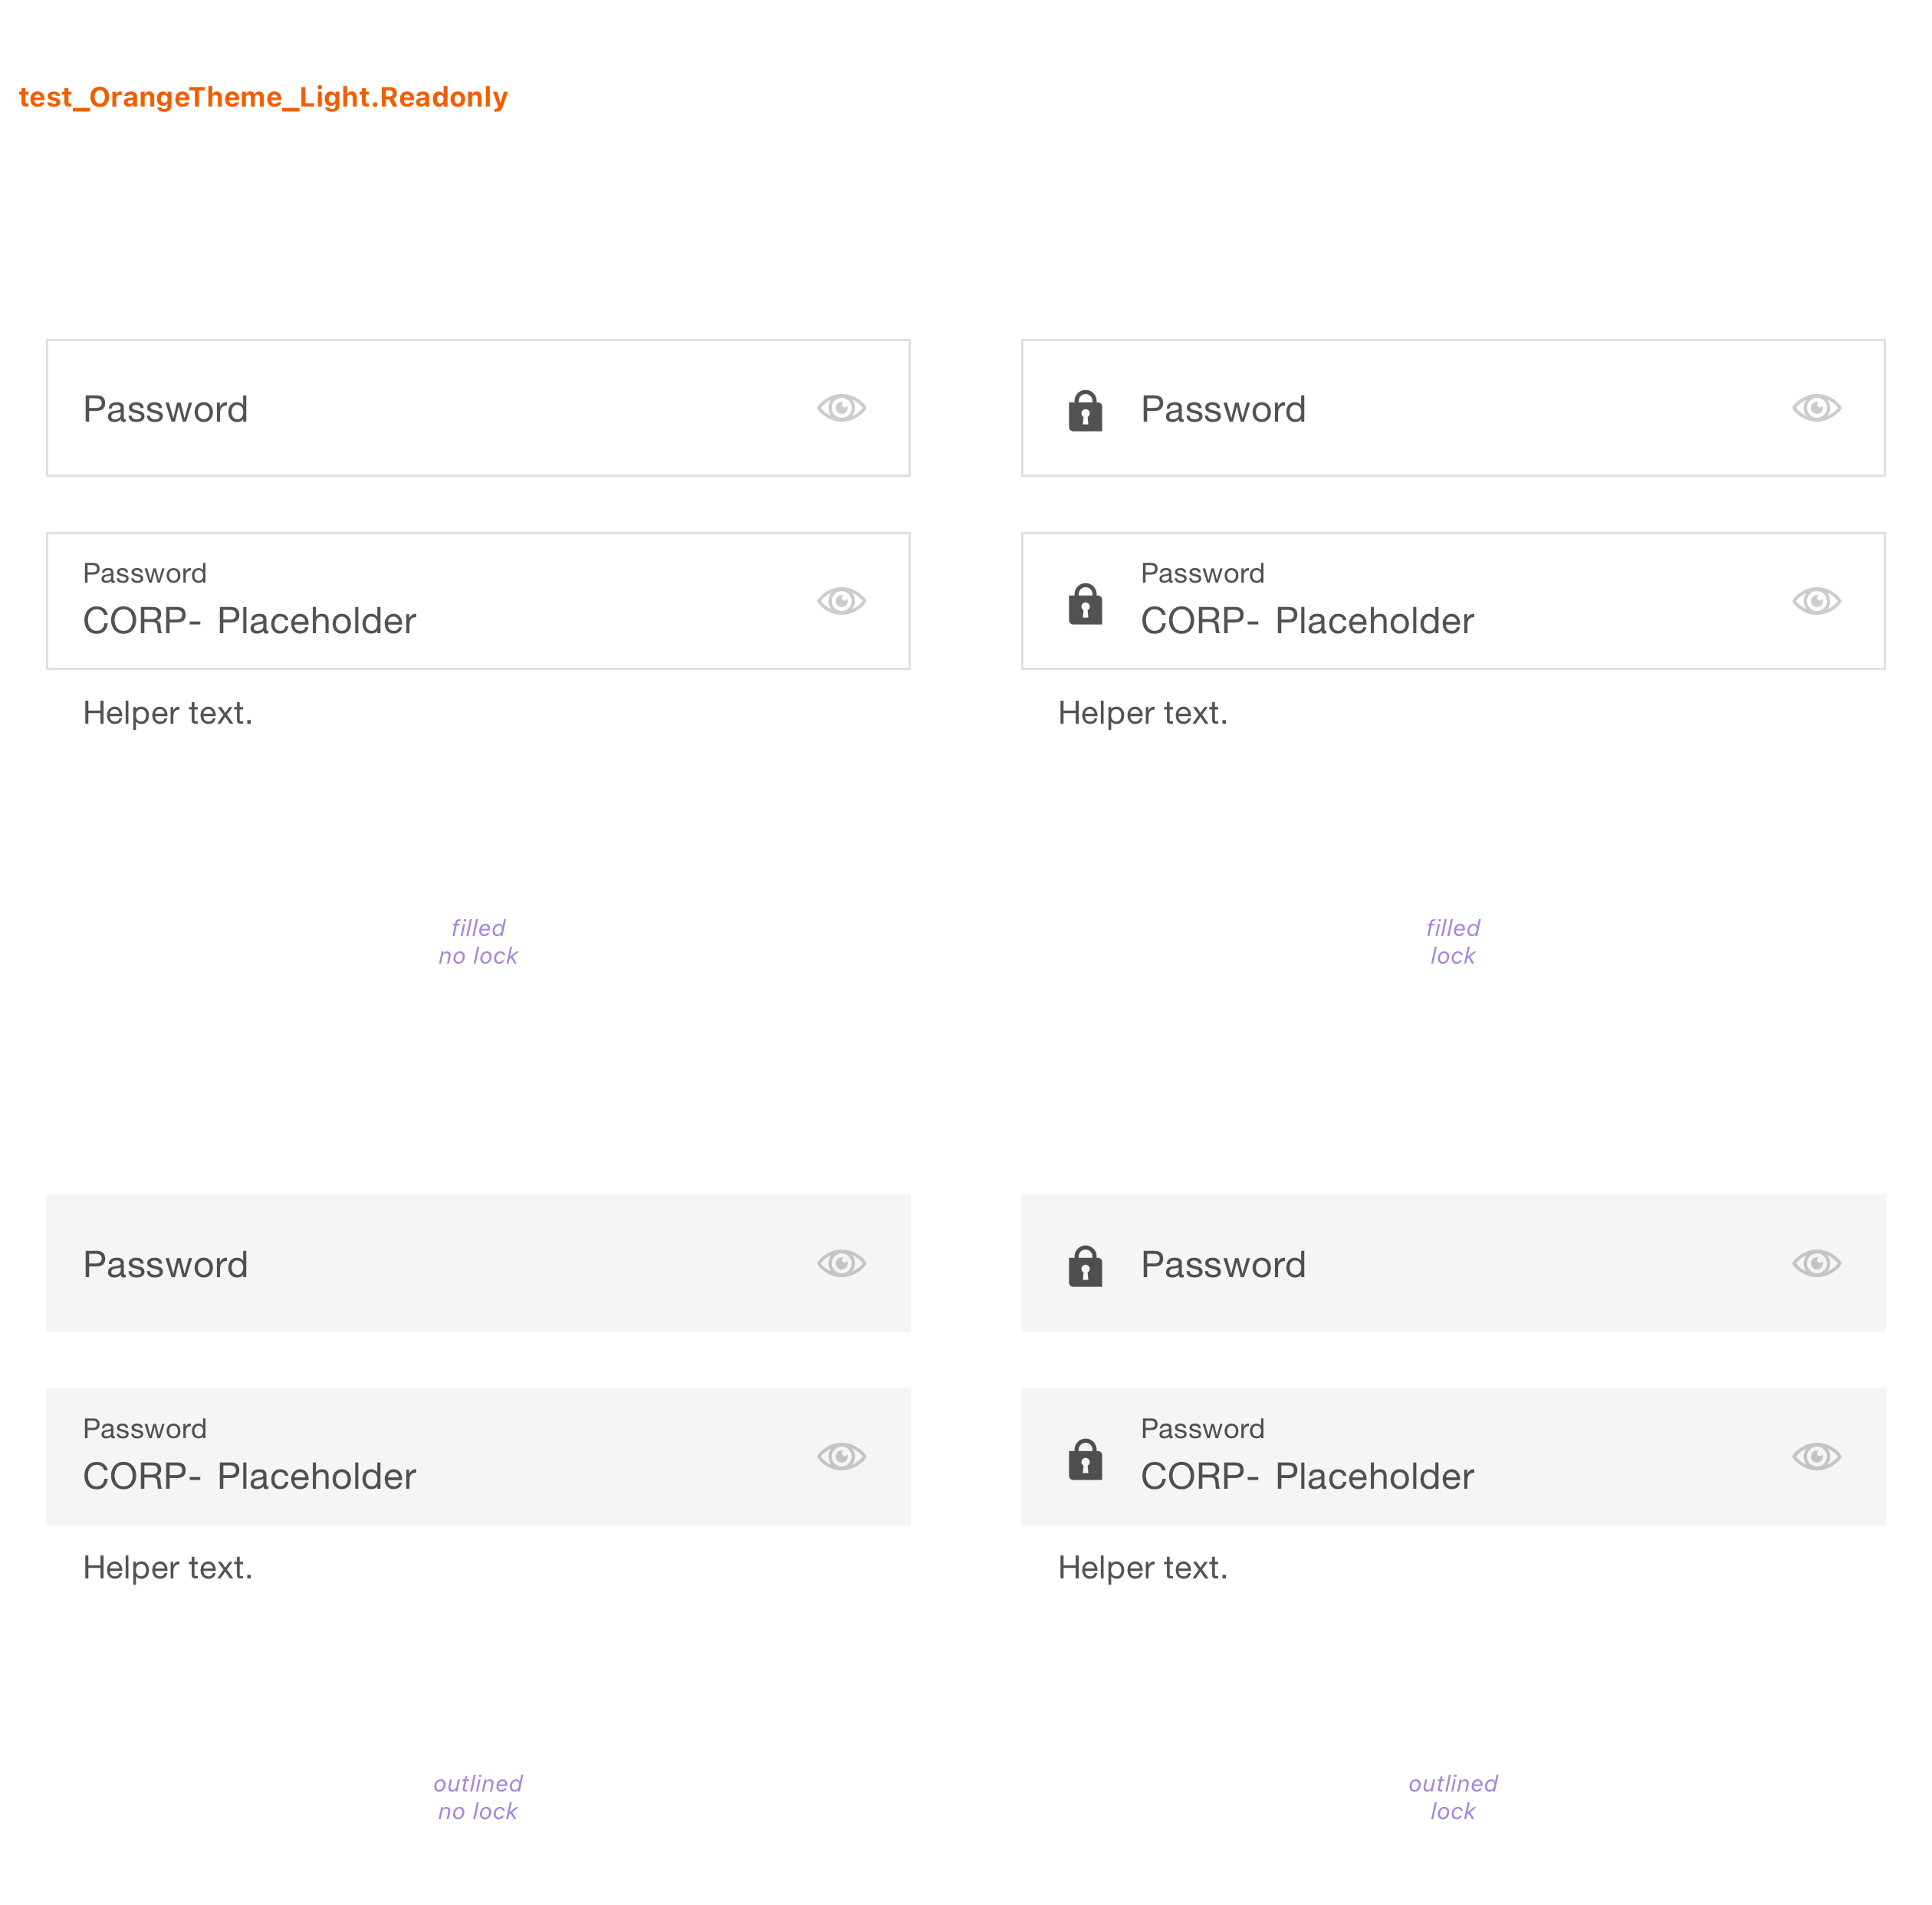 test_OrangeTheme_Light.Readonly
Password
Password
Password
CORP- Placeholder
Password
CORP- Placeholder
Helper text.
Helper text.
filled
no lock
filled
lock
Password
Password
Password
CORP- Placeholder
Password
CORP- Placeholder
Helper text.
Helper text.
outlined
no lock
outlined
lock